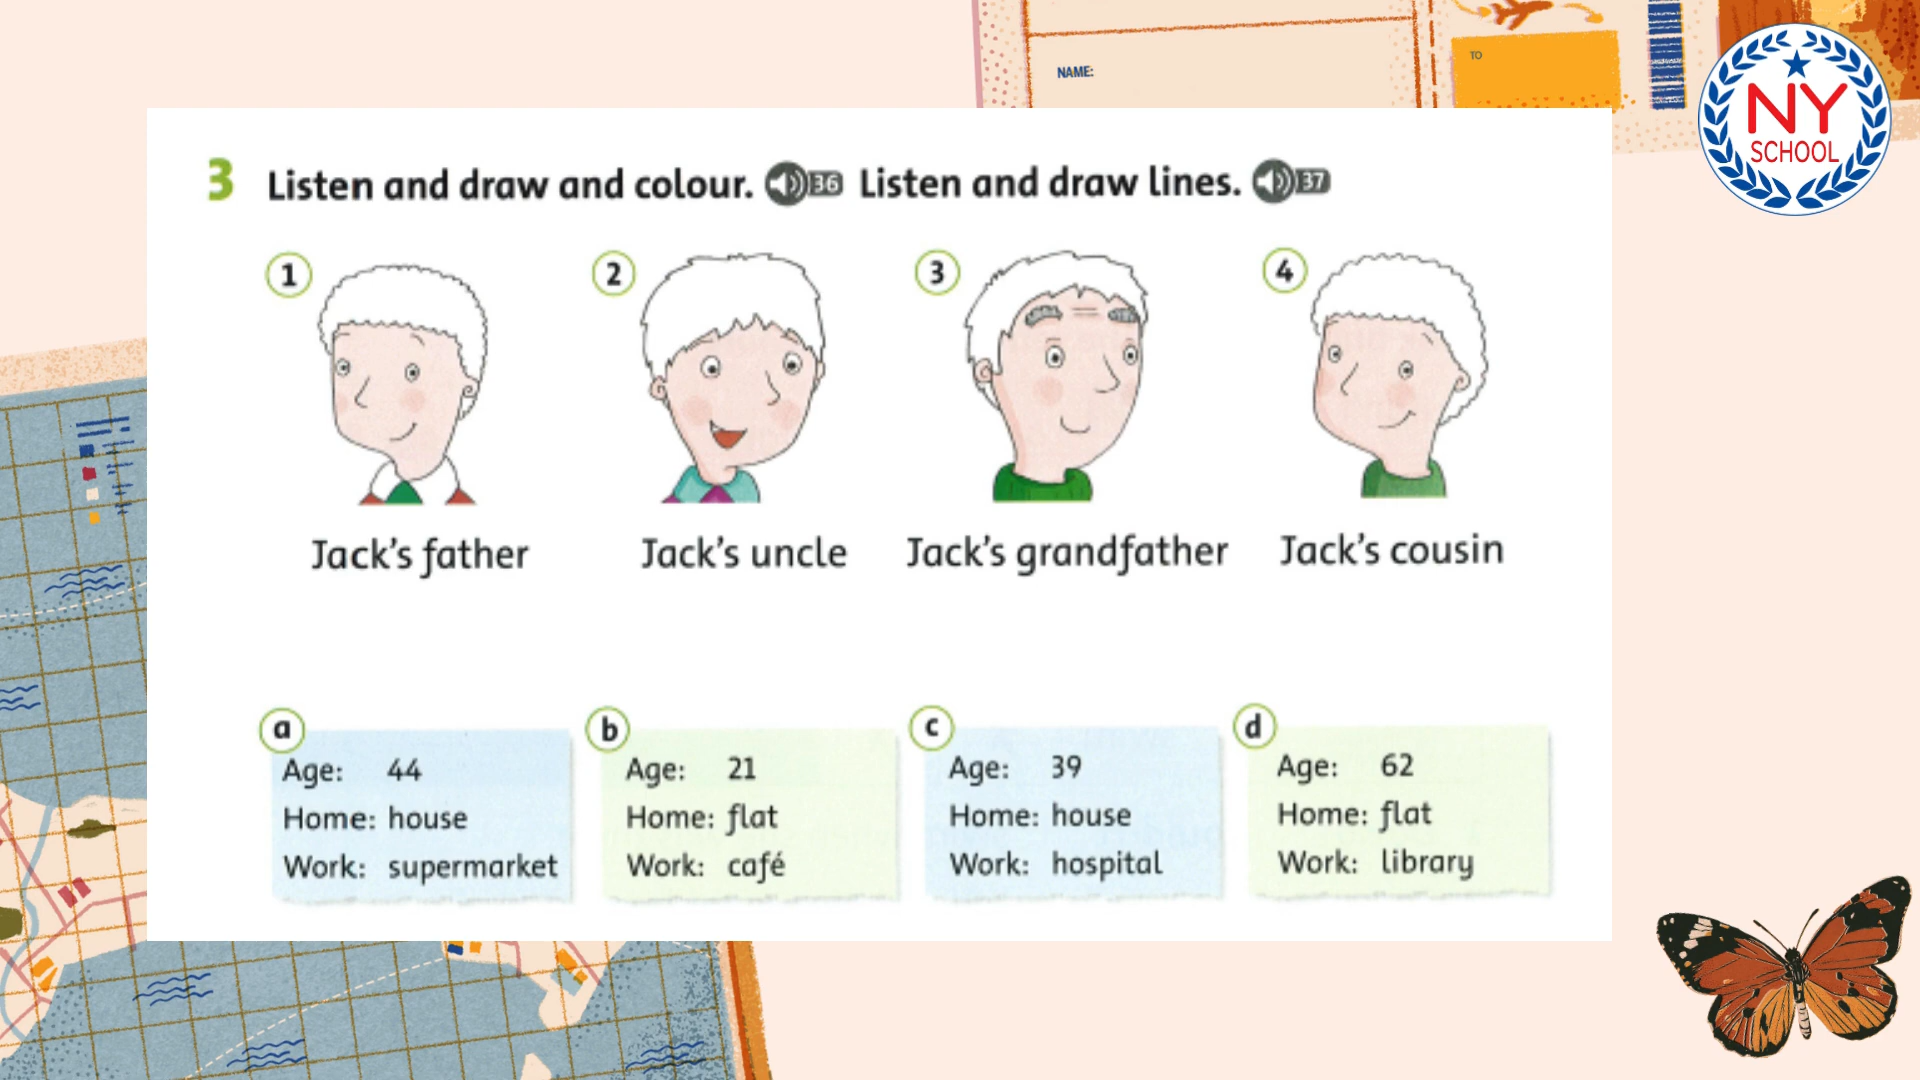 NAME:
TO
NY
SCHOOL
3 Listen and draw and colour. 36 Listen and draw lines. 37
1 2 3 4
Jack's father Jack's uncle Jack's grandfather Jack's cousin
a b c d
Age: 44
Home: house
Work: supermarket
Age: 21
Home: flat
Work: café
Age: 39
Home: house
Work: hospital
Age: 62
Home: flat
Work: library